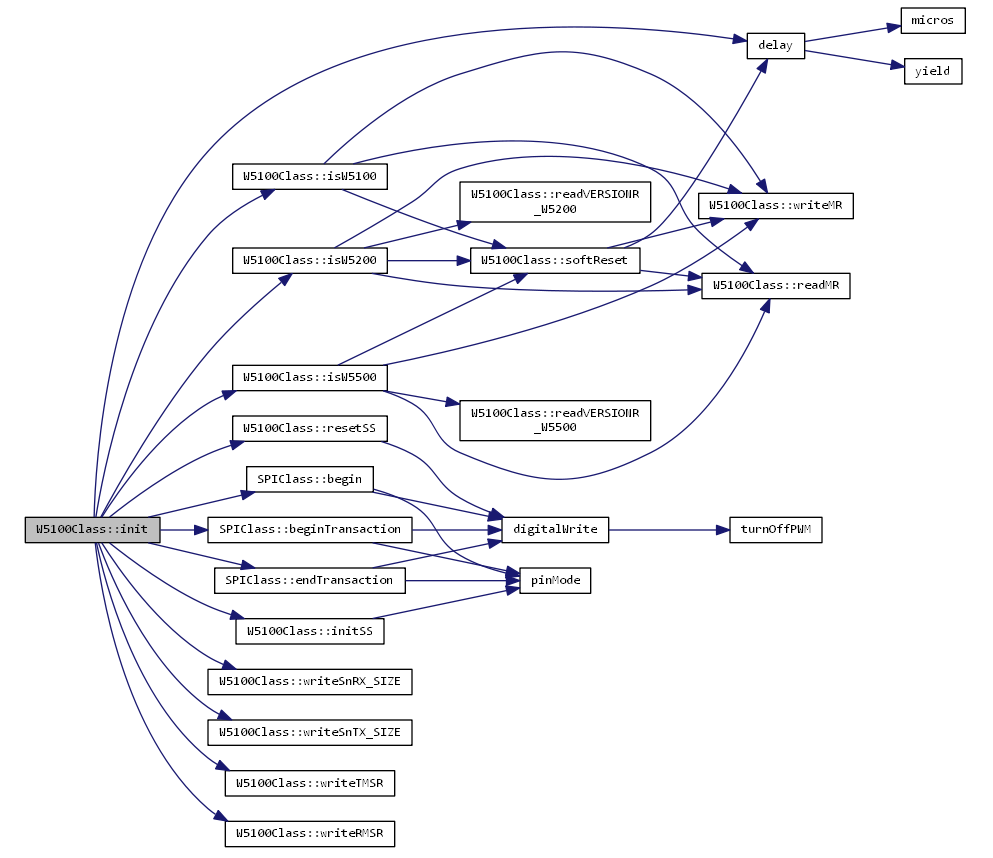 micros
delay
yield
W5100Class::isW5100
W5100Class::readVERSIONR
_W5200
W5100Class::writeMR
W5100Class::isW5200
W5100Class::softReset
W5100Class::readMR
W5100Class::isW5500
W5100Class::readVERSIONR
_W5500
W5100Class::resetSS
SPIClass::begin
W5100Class::init
SPIClass::beginTransaction
digitalWrite
turnOffPWM
SPIClass::endTransaction
pinMode
W5100Class::initSS
W5100Class::writeSnRX_SIZE
W5100Class::writeSnTX_SIZE
W5100Class::writeTMSR
W5100Class::writeRMSR